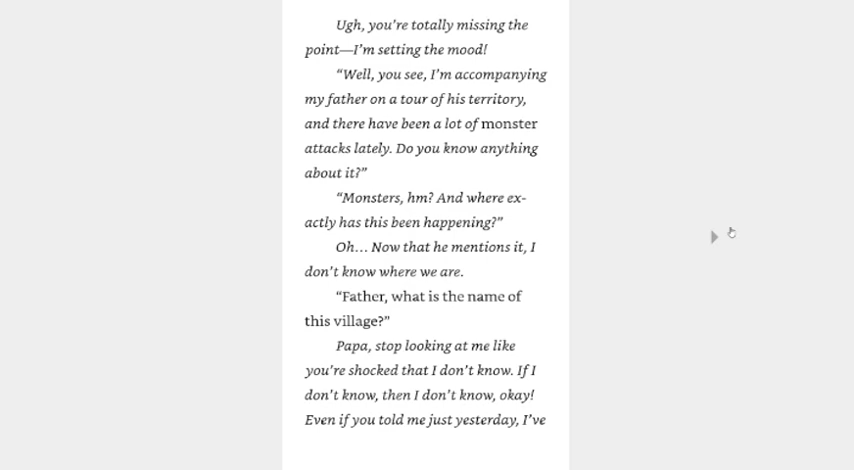 Ugh, you're totally missing the
point—I'm setting the mood!
“Well, you see, I'm accompanying
my father on a tour of his territory,
and there have been a lot of monster
attacks lately. Do you know anything
about it?”
“Monsters, hm? And where ex-
actly has this been happening?”
Oh… Now that he mentions it, I
don't know where we are.
“Father, what is the name of
this village?”
Papa, stop looking at me like
you're shocked that I don't know. If I
don't know, then I don't know, okay!
Even if you told me just yesterday, I've